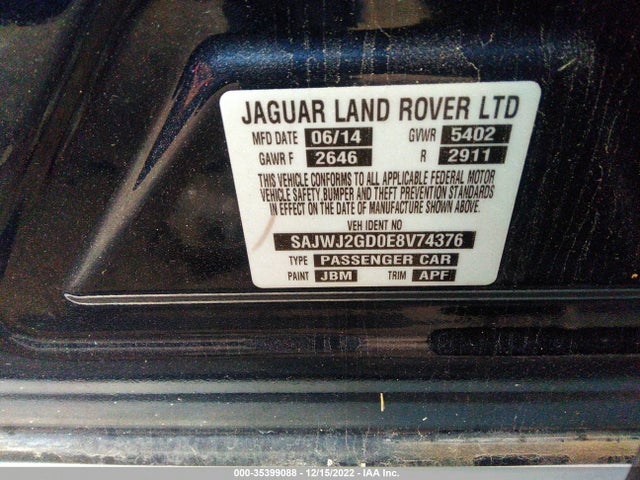 JAGUAR LAND ROVER LTD
MFD DATE 06/14 GVWR 5402
GAWR F 2646 R 2911
THIS VEHICLE CONFORMS TO ALL APPLICABLE FEDERAL MOTOR
VEHICLE SAFETY,BUMPER AND THEFT PREVENTION STANDARDS
IN EFFECT ON THE DATE OF MANUFACTURE SHOWN ABOVE.
VEH IDENT NO
SAJWJ2GD0E8V74376
TYPE PASSENGER CAR
PAINT JBM TRIM APF
000-35399088 - 12/15/2022 - IAA Inc.